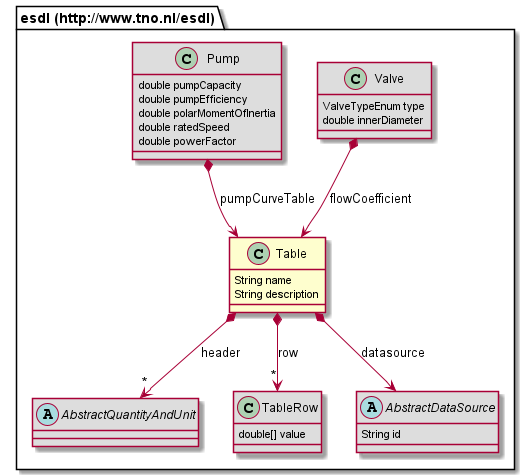 esdl (http://www.tno.nl/esdl)
C Pump
double pumpCapacity
double pumpEfficiency
double polarMomentOfInertia
double ratedSpeed
double powerFactor
C Valve
ValveTypeEnum type
double innerDiameter
pumpCurveTable
flowCoefficient
C Table
String name
String description
header
row
datasource
*
*
A AbstractQuantityAndUnit
C TableRow
double[] value
A AbstractDataSource
String id